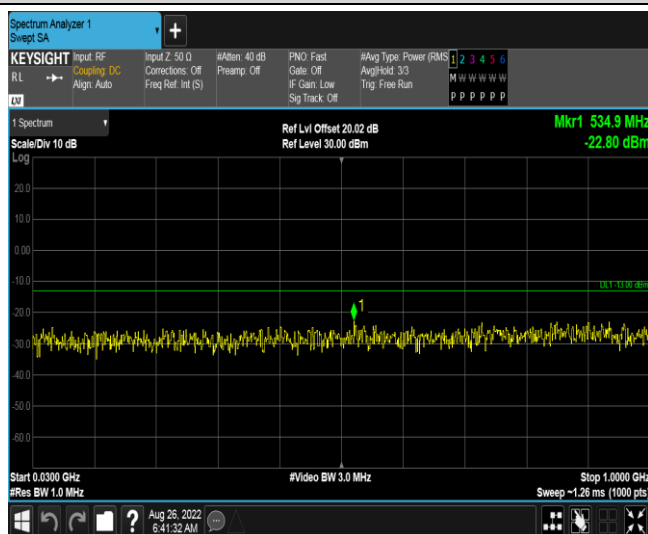 Spectrum Analyzer 1
Swept SA
KEYSIGHT
RL
LXI
Input: RF
Coupling: DC
Align: Auto
Input Z: 50 Ω
Corrections: Off
Freq Ref: Int (S)
#Atten: 40 dB
Preamp: Off
PNO: Fast
Gate: Off
IF Gain: Low
Sig Track: Off
#Avg Type: Power (RMS
Avg|Hold: 3/3
Trig: Free Run
1 2 3 4 5 6
M W W W W W
P P P P P P
1 Spectrum
Scale/Div 10 dB
Ref Lvl Offset 20.02 dB
Ref Level 30.00 dBm
Mkr1 534.9 MHz
-22.80 dBm
Log
20.0
10.0
0.00
-10.0
DL1 -13.00 dBm
1
-20.0
-30.0
-40.0
-50.0
-60.0
Start 0.0300 GHz
#Video BW 3.0 MHz
Stop 1.0000 GHz
#Res BW 1.0 MHz
Sweep ~1.26 ms (1000 pts)
Aug 26, 2022
6:41:32 AM